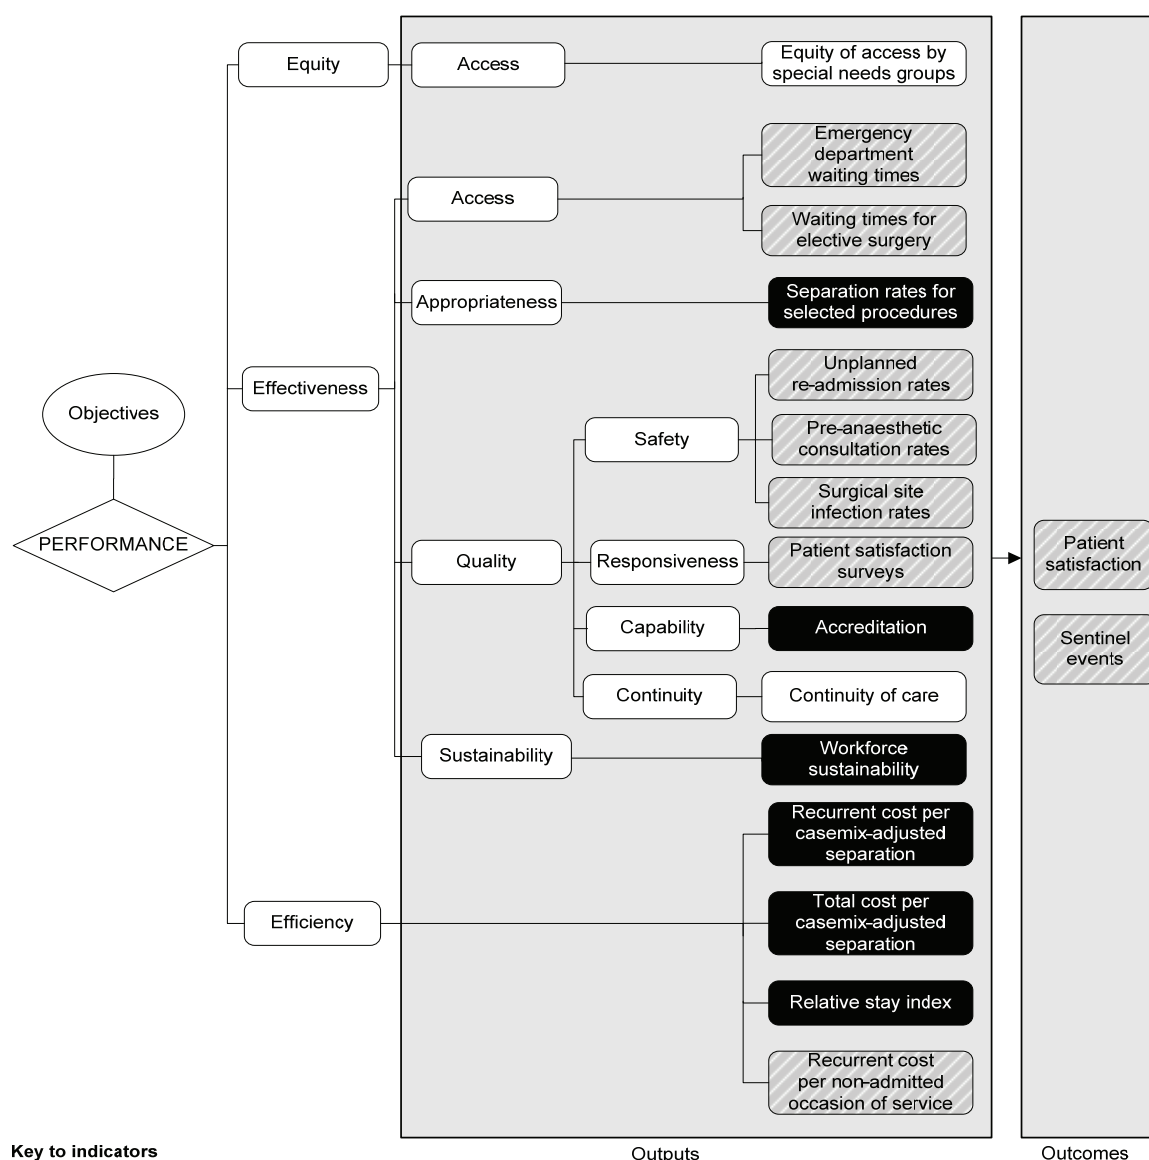 Equity
Access
Equity of access by
special needs groups
Emergency
department
waiting times
Access
Waiting times for
elective surgery
Appropriateness
Separation rates for
selected procedures
Objectives
Effectiveness
Unplanned
re-admission rates
Safety
Pre-anaesthetic
consultation rates
Surgical site
infection rates
PERFORMANCE
Quality
Responsiveness
Patient satisfaction
surveys
Patient
satisfaction
Capability
Accreditation
Sentinel
events
Continuity
Continuity of care
Sustainability
Workforce
sustainability
Recurrent cost per
casemix-adjusted
separation
Efficiency
Total cost per
casemix-adjusted
separation
Relative stay index
Recurrent cost
per non-admitted
occasion of service
Key to indicators
Outputs
Outcomes